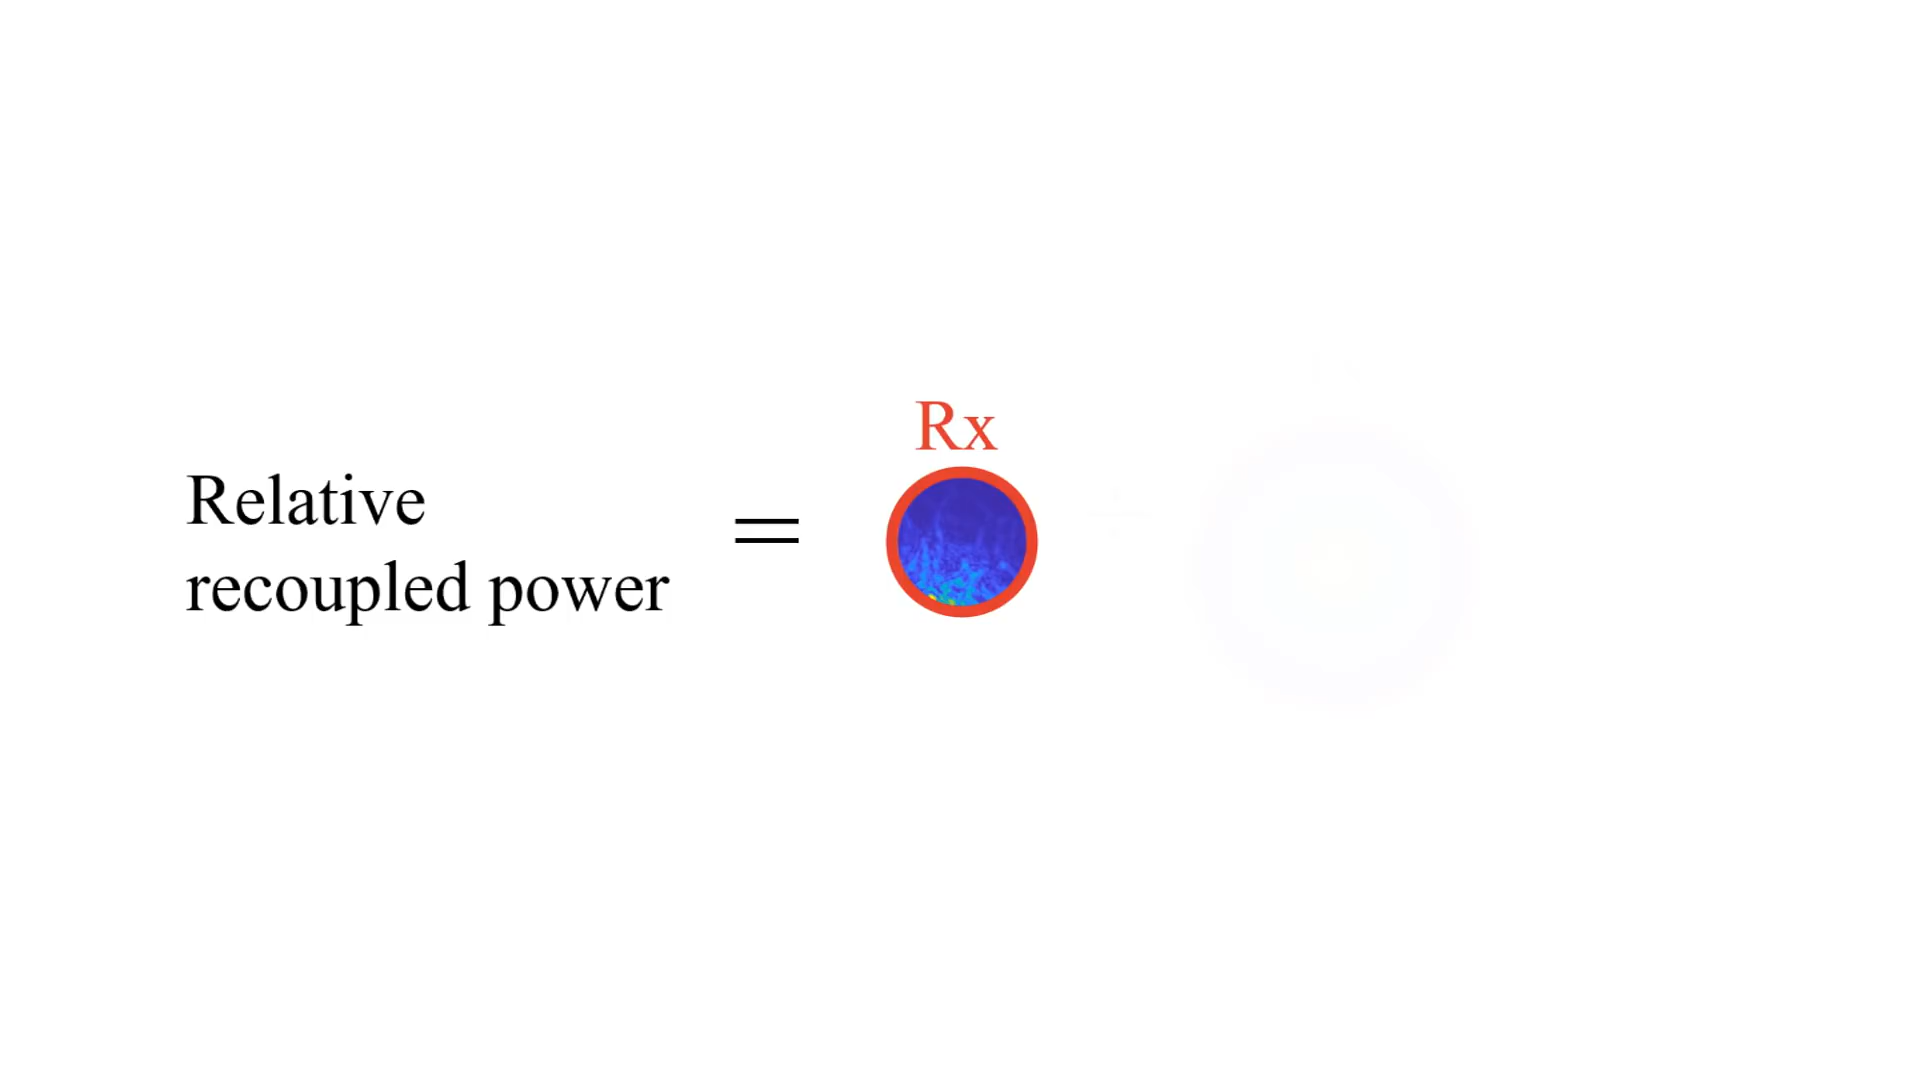 Rx
Relative
=
recoupled power